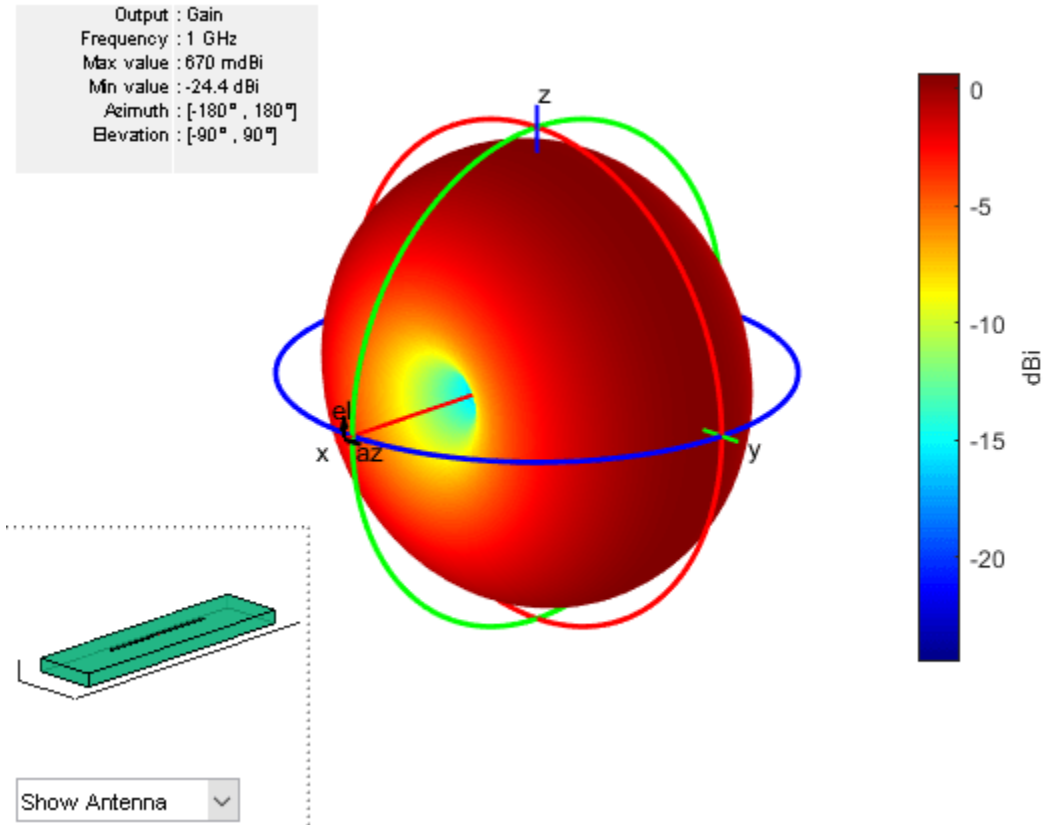 Output : Gain
Frequency : 1 GHz
Max value : 670 mdBi
Min value : -24.4 dBi
Azimuth : [-180° , 180°]
Elevation : [-90° , 90°]
z
0
-5
-10
-15
-20
dBi
el
x
az
y
Show Antenna